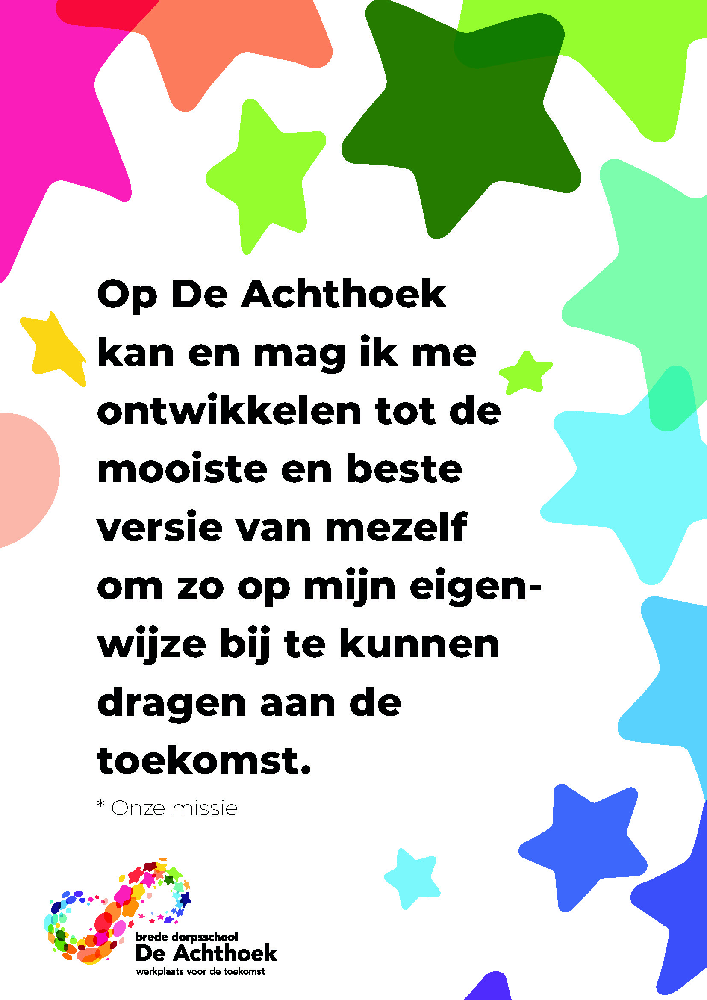 Op De Achthoek
kan en mag ik me
ontwikkelen tot de
mooiste en beste
versie van mezelf
om zo op mijn eigen-
wijze bij te kunnen
dragen aan de
toekomst.
* Onze missie
brede dorpsschool
De Achthoek
werkplaats voor de toekomst